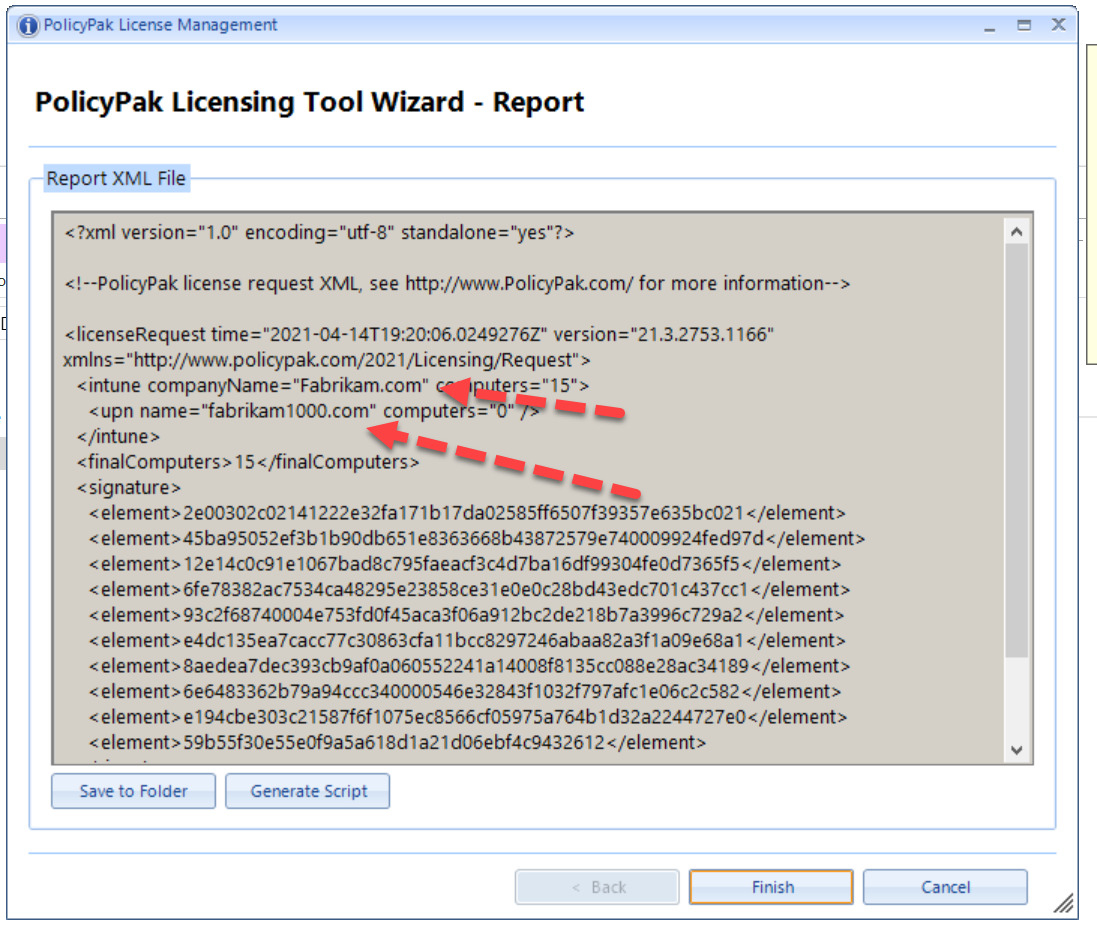 PolicyPak License Management
PolicyPak Licensing Tool Wizard - Report
Report XML File
<?xml version="1.0" encoding="utf-8" standalone="yes"?>
<!--PolicyPak license request XML, see http://www.PolicyPak.com/ for more information-->
<licenseRequest time="2021-04-14T19:20:06.0249276Z" version="21.3.2753.1166"
xmlns="http://www.policypak.com/2021/Licensing/Request">
<intune companyName="Fabrikam.com" computers="15">
<upn name="fabrikam1000.com" computers="0" />
</intune>
<finalComputers>15</finalComputers>
<signature>
<element>2e00302c02141222e32fa171b17da02585ff6507f39357e635bc021</element>
<element>45ba95052ef3b1b90db651e8363668b43872579e740009924fed97d</element>
<element>12e14c0c91e1067bad8c795faeacf3c4d7ba16df99304fe0d7365f5</element>
<element>6fe78382ac7534ca48295e23858ce31e0e0c28bd43edc701c437cc1</element>
<element>93c2f68740004e753fd0f45aca3f06a912bc2de218b7a3996c729a2</element>
<element>e4dc135ea7cacc77c30863cfa11bcc8297246abaa82a3f1a09e68a1</element>
<element>8aedea7dec393cb9af0a060552241a14008f8135cc088e28ac34189</element>
<element>6e6483362b79a94ccc340000546e32843f1032f797afc1e06c2c582</element>
<element>e194cbe303c21587f6f1075ec8566cf05975a764b1d32a2244727e0</element>
<element>59b55f30e55e0f9a5a618d1a21d06ebf4c9432612</element>
Save to Folder
Generate Script
< Back
Finish
Cancel